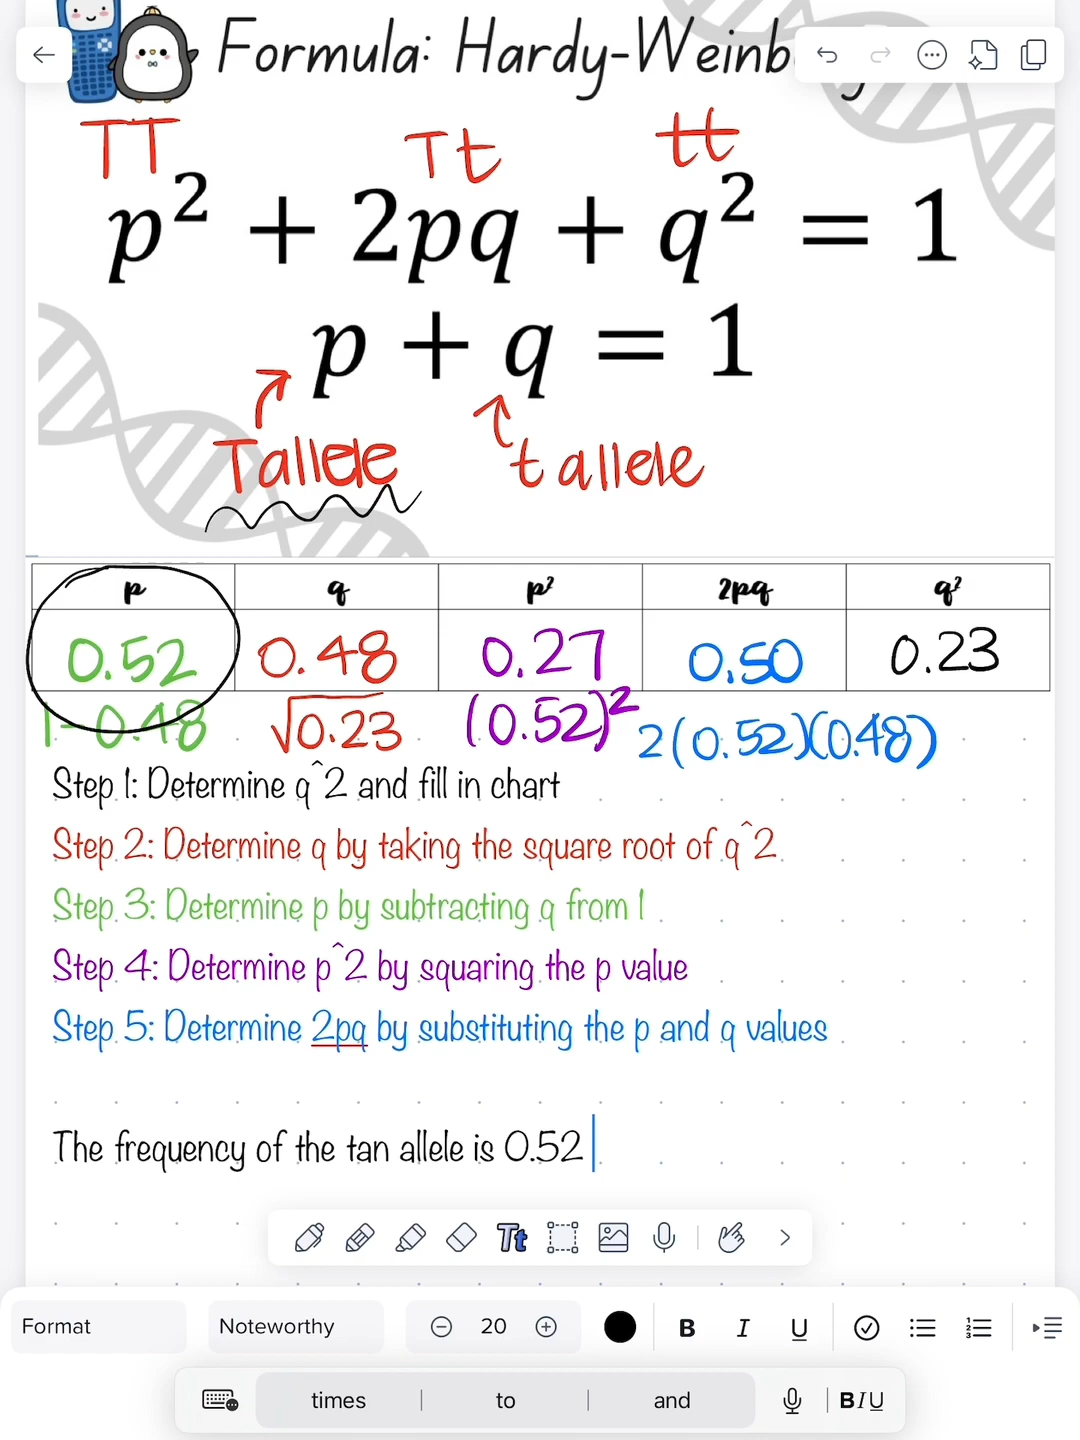 Formula: Hardy-Weinb
TT Tt tt
p² + 2pq + q² = 1
p + q = 1
T allele t allele
p q p² 2pq q²
0.52 0.48 0.27 0.50 0.23
1-0.48 √0.23 (0.52)² 2(0.52)(0.48)
Step 1: Determine q^2 and fill in chart
Step 2: Determine q by taking the square root of q^2
Step 3: Determine p by subtracting q from 1
Step 4: Determine p^2 by squaring the p value
Step 5: Determine 2pq by substituting the p and q values
The frequency of the tan allele is 0.52
Tt
Format Noteworthy 20 B I U
times to and BIU